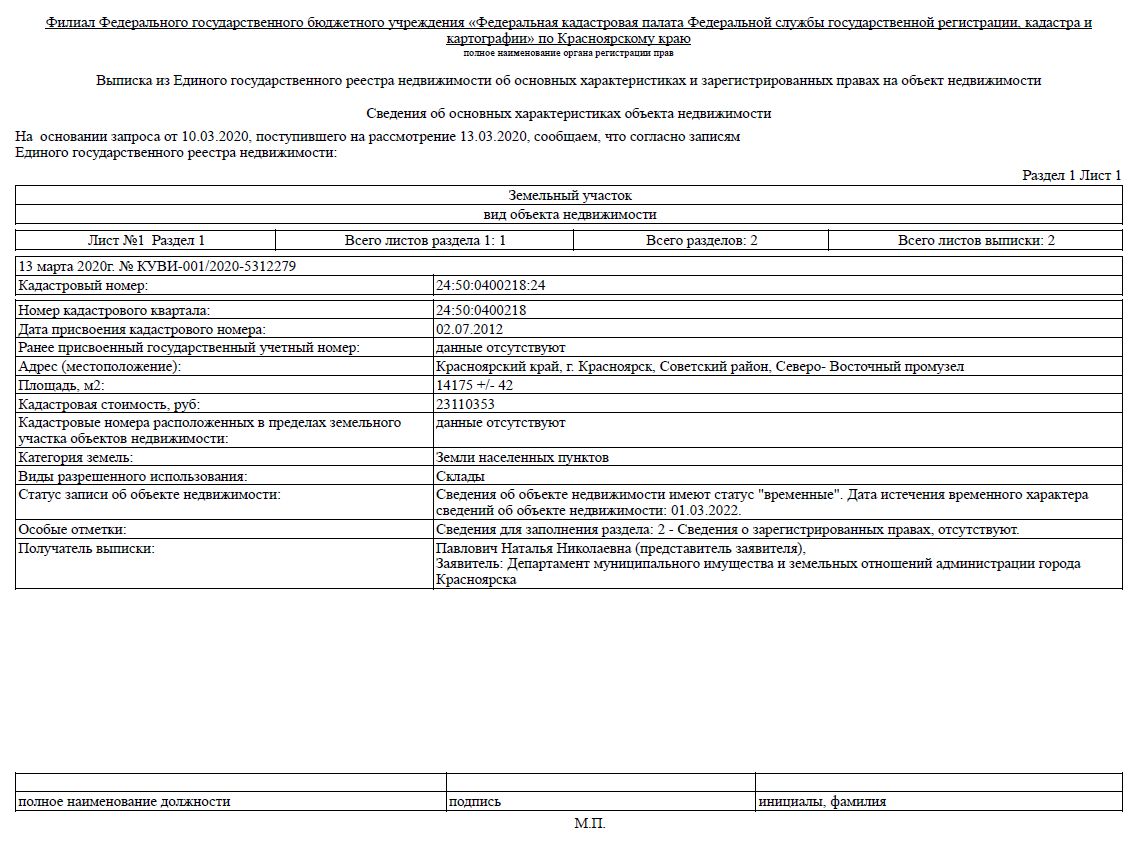 Филиал Федерального государственного бюджетного учреждения «Федеральная кадастровая палата Федеральной службы государственной регистрации, кадастра и
картографии» по Красноярскому краю
полное наименование органа регистрации прав
Выписка из Единого государственного реестра недвижимости об основных характеристиках и зарегистрированных правах на объект недвижимости
Сведения об основных характеристиках объекта недвижимости
На основании запроса от 10.03.2020, поступившего на рассмотрение 13.03.2020, сообщаем, что согласно записям
Единого государственного реестра недвижимости:
Раздел 1 Лист 1
Земельный участок
вид объекта недвижимости
Лист №1 Раздел 1 Всего листов раздела 1: 1 Всего разделов: 2 Всего листов выписки: 2
13 марта 2020г. № КУВИ-001/2020-5312279
Кадастровый номер: 24:50:0400218:24
Номер кадастрового квартала: 24:50:0400218
Дата присвоения кадастрового номера: 02.07.2012
Ранее присвоенный государственный учетный номер: данные отсутствуют
Адрес (местоположение): Красноярский край, г. Красноярск, Советский район, Северо- Восточный промузел
Площадь, м2: 14175 +/- 42
Кадастровая стоимость, руб: 23110353
Кадастровые номера расположенных в пределах земельного данные отсутствуют
участка объектов недвижимости:
Категория земель: Земли населенных пунктов
Виды разрешенного использования: Склады
Статус записи об объекте недвижимости: Сведения об объекте недвижимости имеют статус "временные". Дата истечения временного характера
сведений об объекте недвижимости: 01.03.2022.
Особые отметки: Сведения для заполнения раздела: 2 - Сведения о зарегистрированных правах, отсутствуют.
Получатель выписки: Павлович Наталья Николаевна (представитель заявителя),
Заявитель: Департамент муниципального имущества и земельных отношений администрации города
Красноярска
полное наименование должности подпись инициалы, фамилия
М.П.